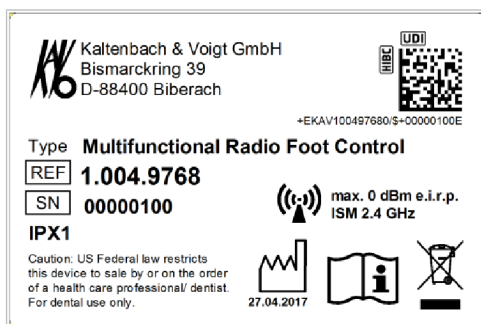 KAVO
Kaltenbach & Voigt GmbH
Bismarckring 39
D-88400 Biberach
UDI
HIBC
+EKAV100497680/$+00000100E
Type Multifunctional Radio Foot Control
REF 1.004.9768
SN 00000100
max. 0 dBm e.i.r.p.
ISM 2.4 GHz
IPX1
Caution: US Federal law restricts
this device to sale by or on the order
of a health care professional/ dentist.
For dental use only.
27.04.2017